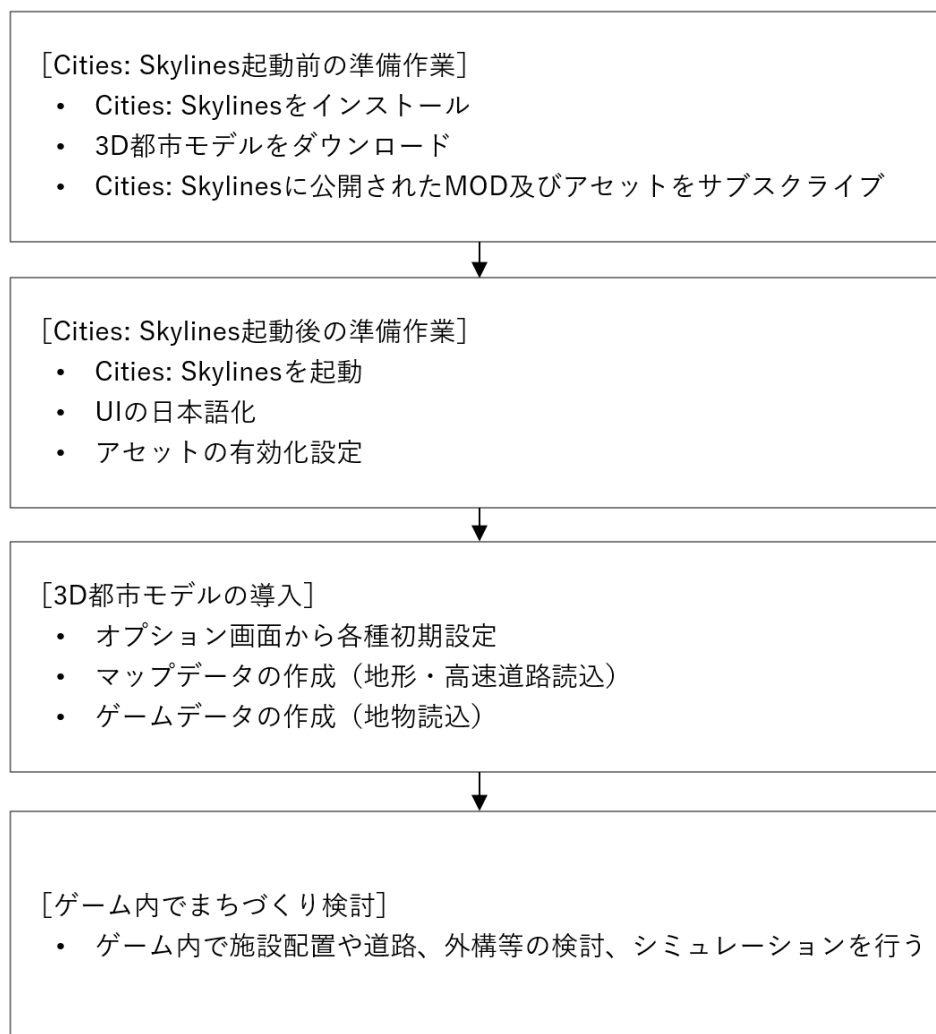 [Cities: Skylines起動前の準備作業]
• Cities: Skylinesをインストール
• 3D都市モデルをダウンロード
• Cities: Skylinesに公開されたMOD及びアセットをサブスクライブ
[Cities: Skylines起動後の準備作業]
• Cities: Skylinesを起動
• UIの日本語化
• アセットの有効化設定
[3D都市モデルの導入]
• オプション画面から各種初期設定
• マップデータの作成（地形・高速道路読込）
• ゲームデータの作成（地物読込）
[ゲーム内でまちづくり検討]
• ゲーム内で施設配置や道路、外構等の検討、シミュレーションを行う